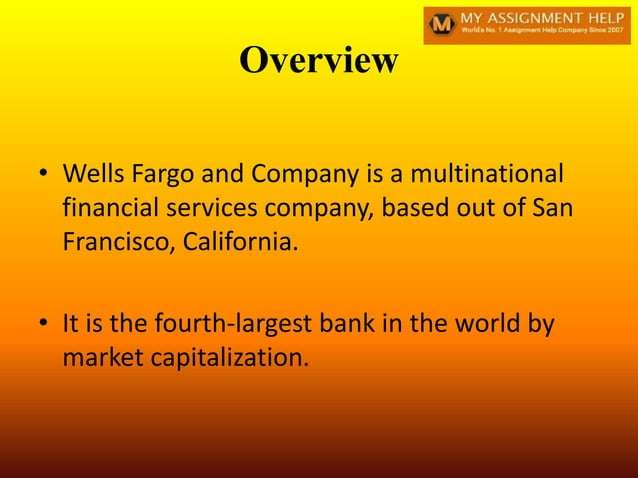 MY ASSIGNMENT HELP
World's No. 1 Assignment Help Company Since 2007
Overview
• Wells Fargo and Company is a multinational
financial services company, based out of San
Francisco, California.
• It is the fourth-largest bank in the world by
market capitalization.